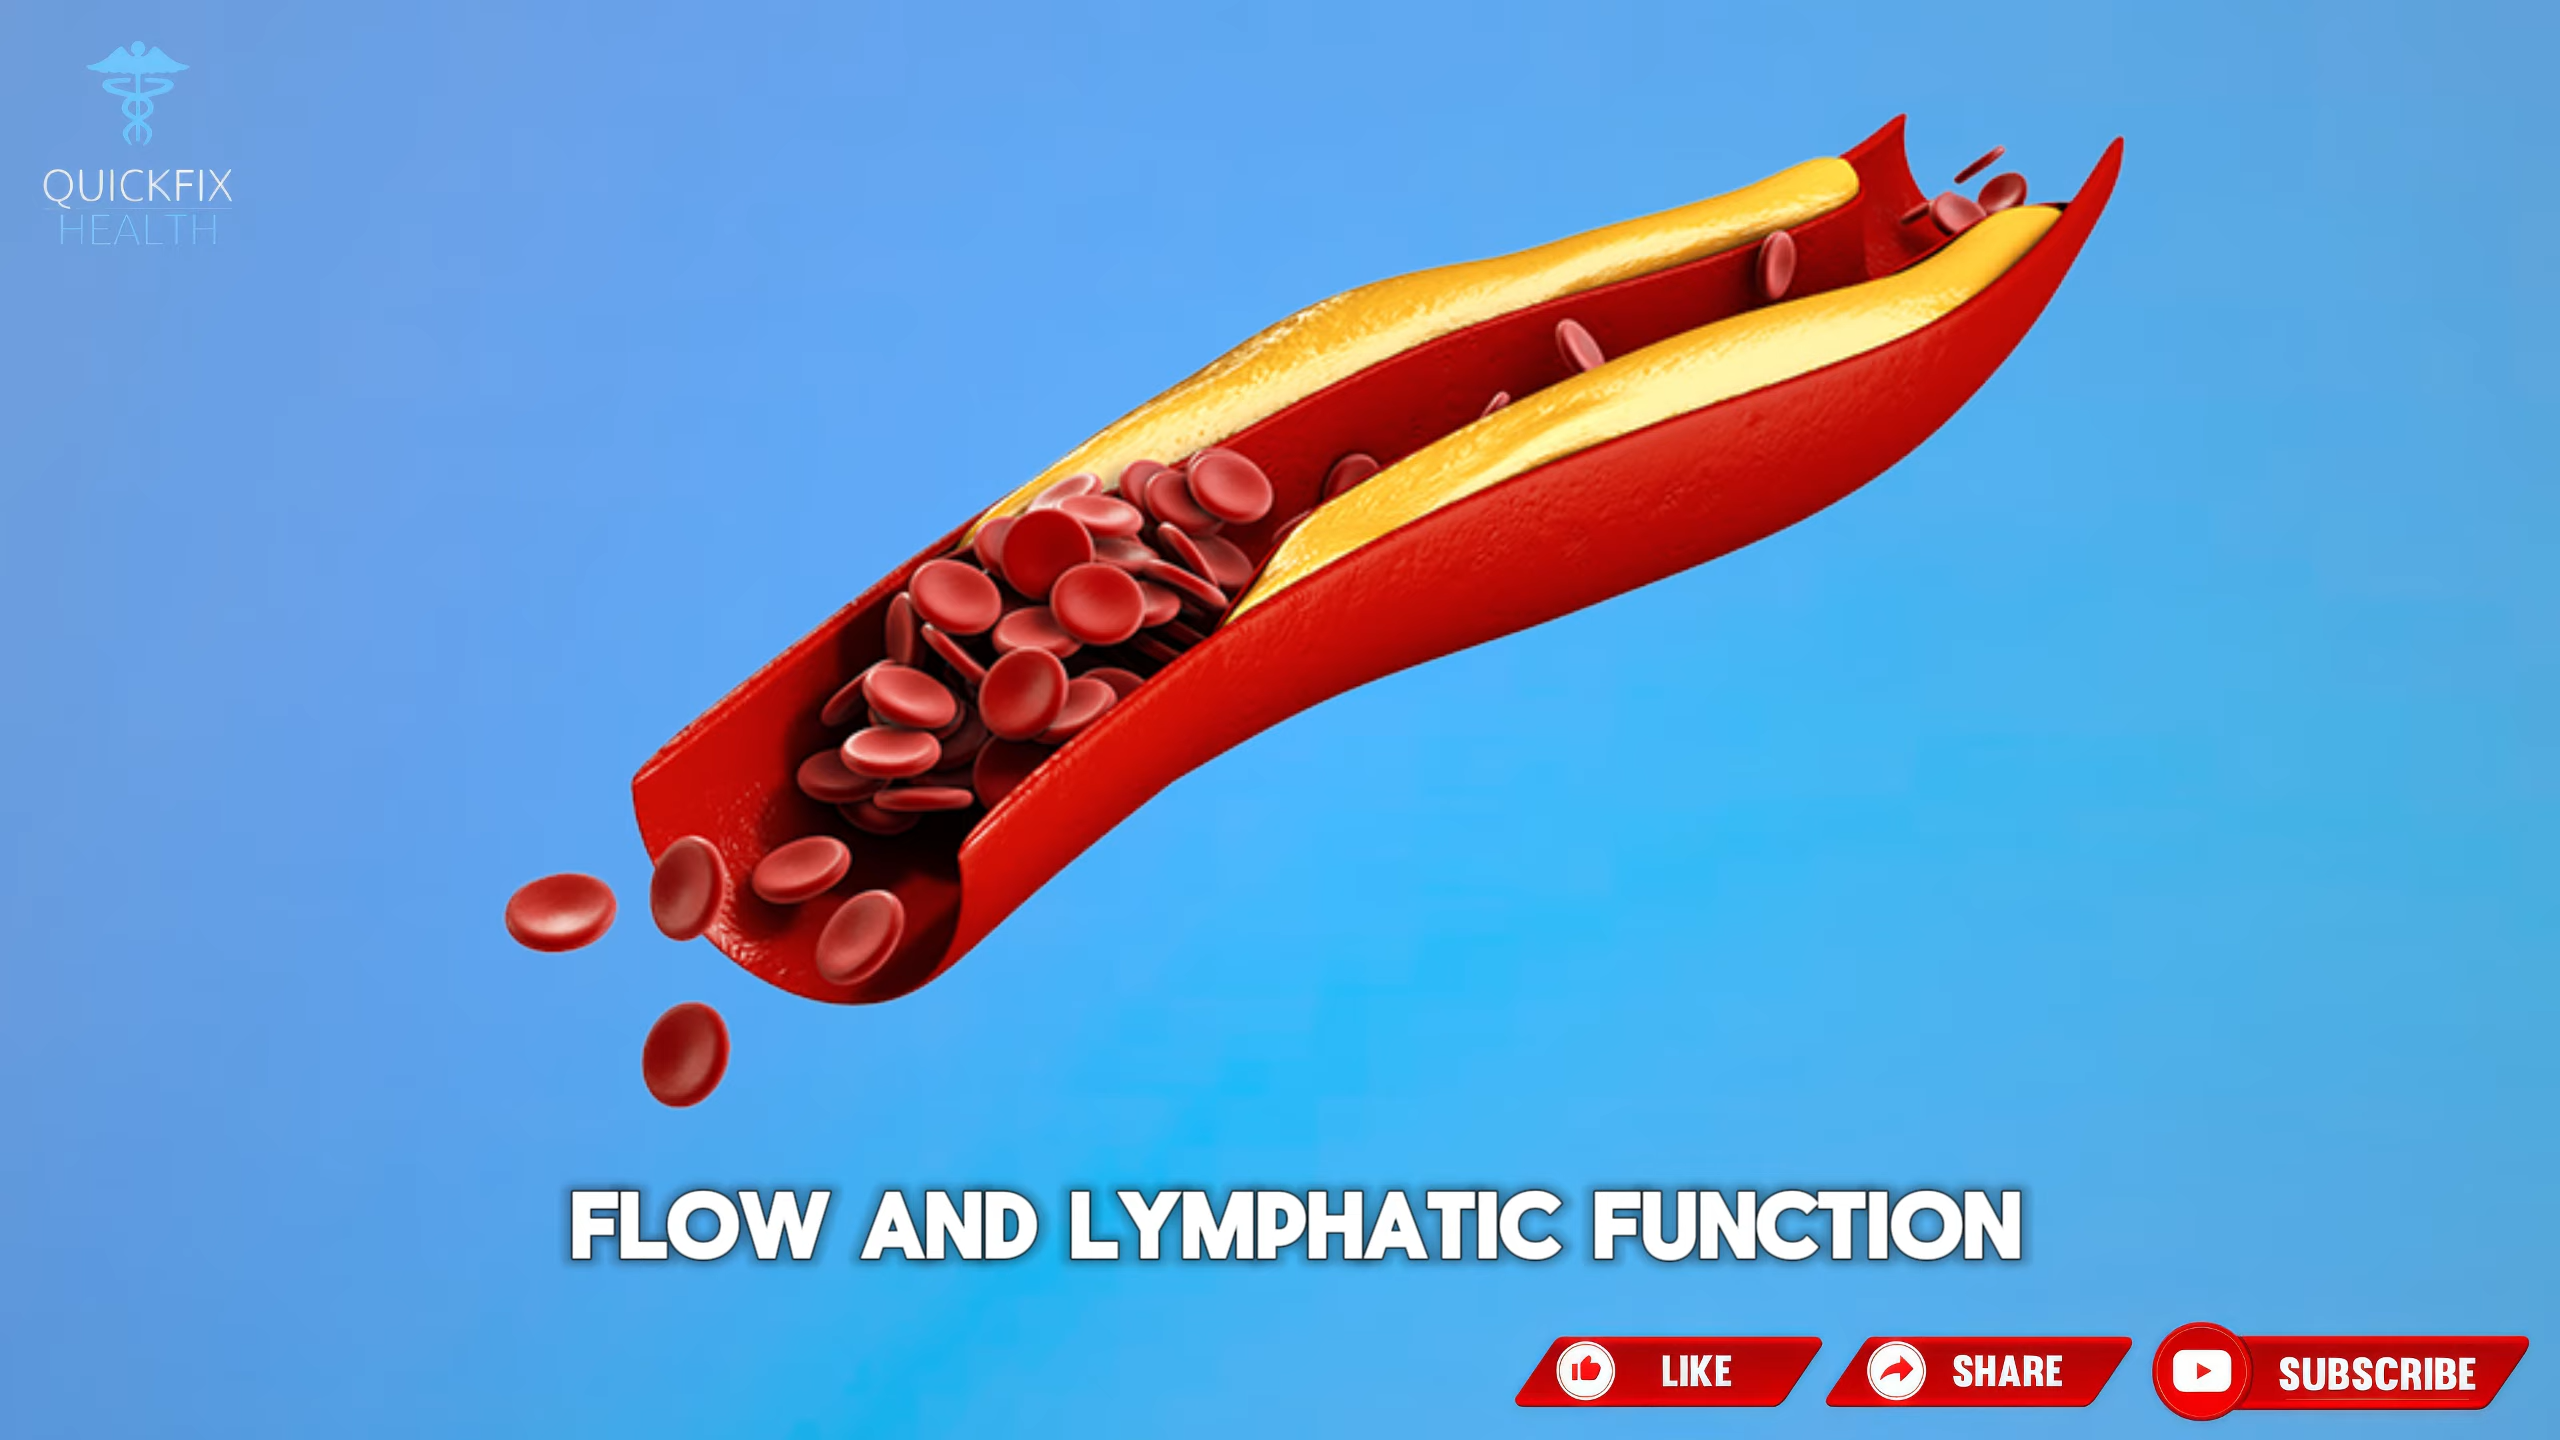 QUICKFIX
HEALTH
FLOW AND LYMPHATIC FUNCTION
LIKE
SHARE
SUBSCRIBE